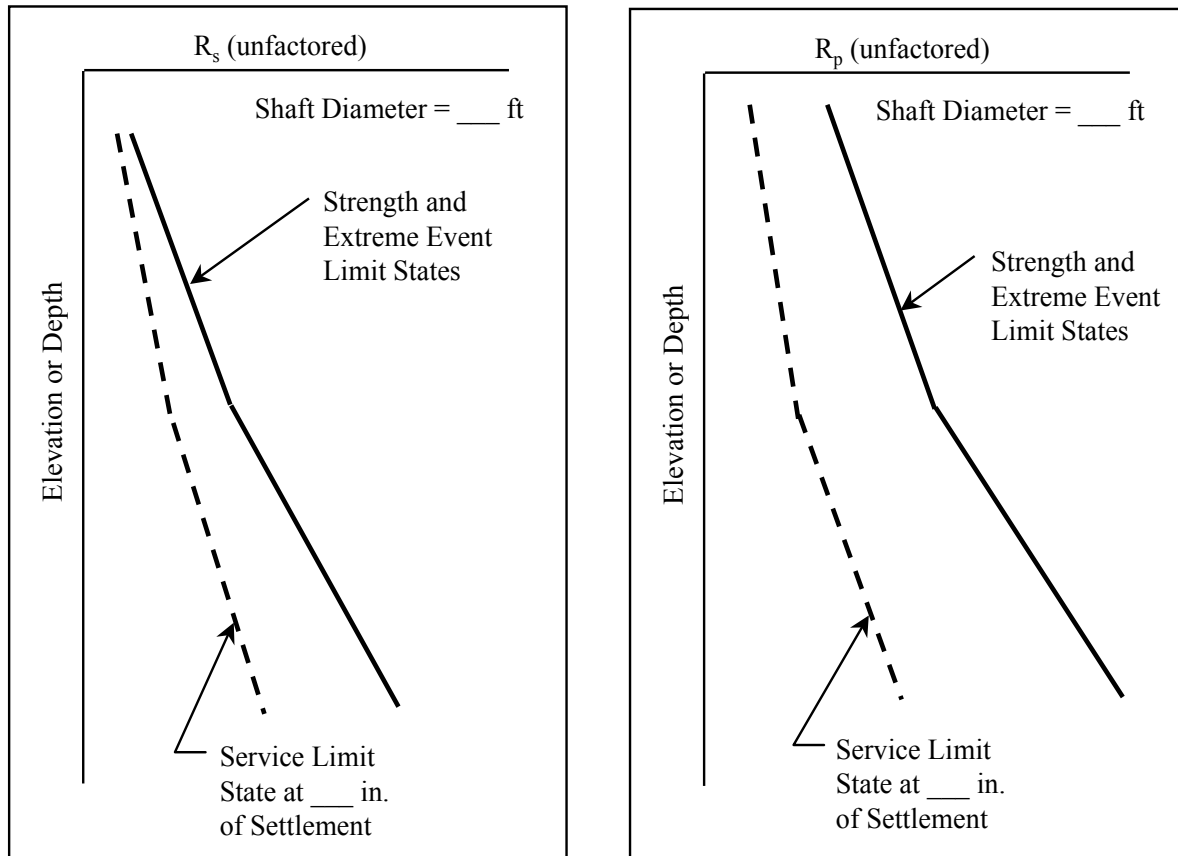 R_s (unfactored)
Shaft Diameter = ___ ft
Strength and
Extreme Event
Limit States
Elevation or Depth
Service Limit
State at ___ in.
of Settlement
R_p (unfactored)
Shaft Diameter = ___ ft
Strength and
Extreme Event
Limit States
Elevation or Depth
Service Limit
State at ___ in.
of Settlement